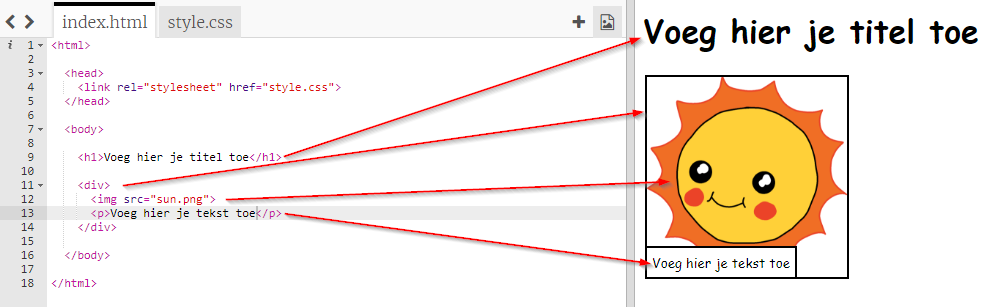 index.html style.css
1 <html>
2
3 <head>
4 <link rel="stylesheet" href="style.css">
5 </head>
6
7 <body>
8
9 <h1>Voeg hier je titel toe</h1>
10
11 <div>
12 <img src="sun.png">
13 <p>Voeg hier je tekst toe</p>
14 </div>
15
16 </body>
17
18 </html>
Voeg hier je titel toe
Voeg hier je tekst toe